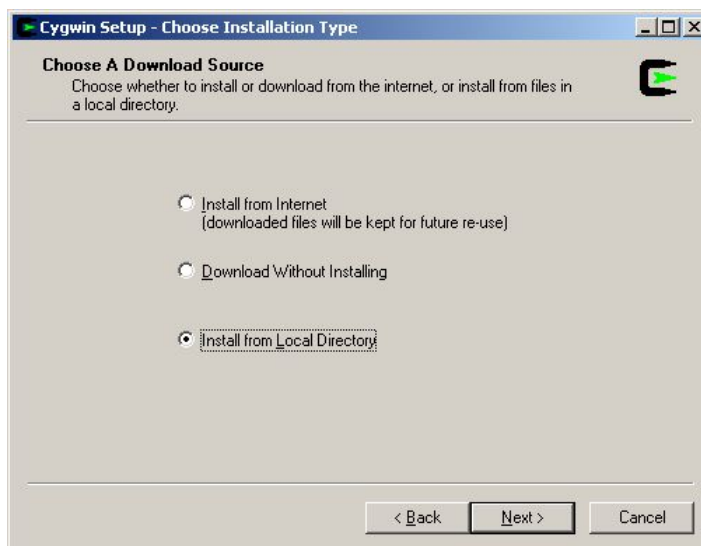 Cygwin Setup - Choose Installation Type
Choose A Download Source
Choose whether to install or download from the internet, or install from files in
a local directory.
Install from Internet
(downloaded files will be kept for future re-use)
Download Without Installing
Install from Local Directory
< Back
Next >
Cancel